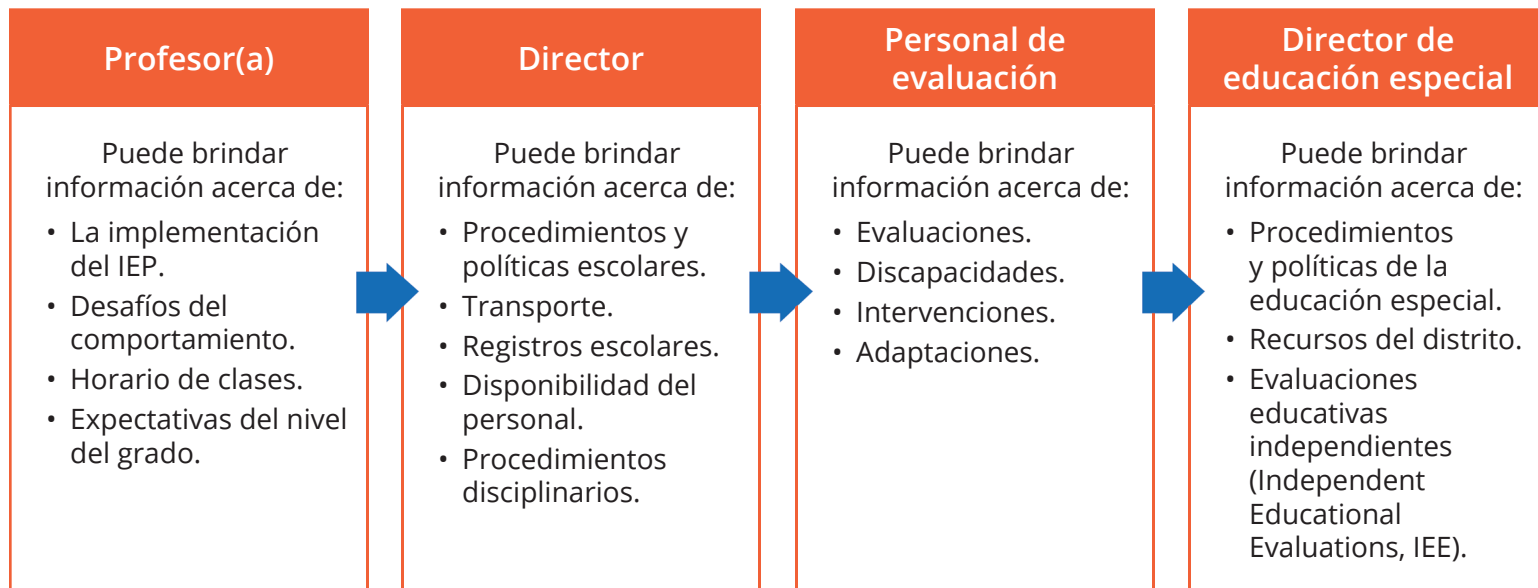 Profesor(a)
Puede brindar
información acerca de:
• La implementación
del IEP.
• Desafíos del
comportamiento.
• Horario de clases.
• Expectativas del nivel
del grado.
Director
Puede brindar
información acerca de:
• Procedimientos y
políticas escolares.
• Transporte.
• Registros escolares.
• Disponibilidad del
personal.
• Procedimientos
disciplinarios.
Personal de
evaluación
Puede brindar
información acerca de:
• Evaluaciones.
• Discapacidades.
• Intervenciones.
• Adaptaciones.
Director de
educación especial
Puede brindar
información acerca de:
• Procedimientos
y políticas de la
educación especial.
• Recursos del distrito.
• Evaluaciones
educativas
independientes
(Independent
Educational
Evaluations, IEE).